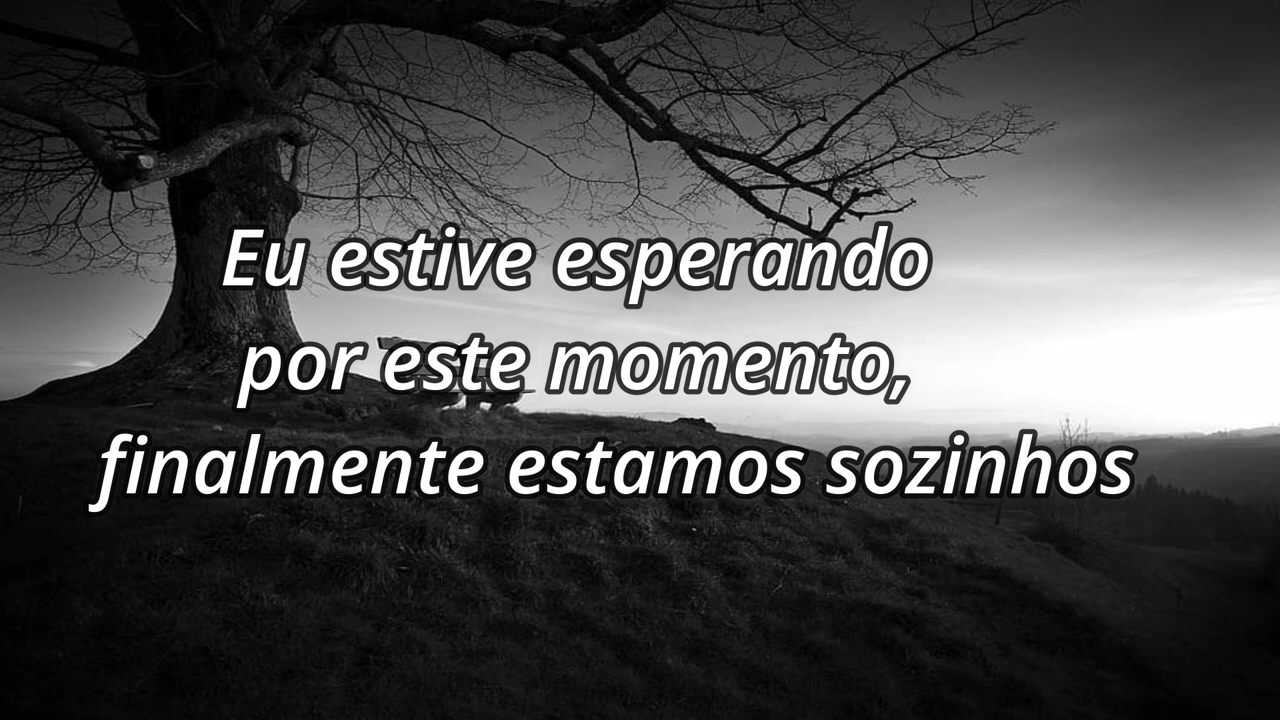 Eu estive esperando
por este momento,
finalmente estamos sozinhos